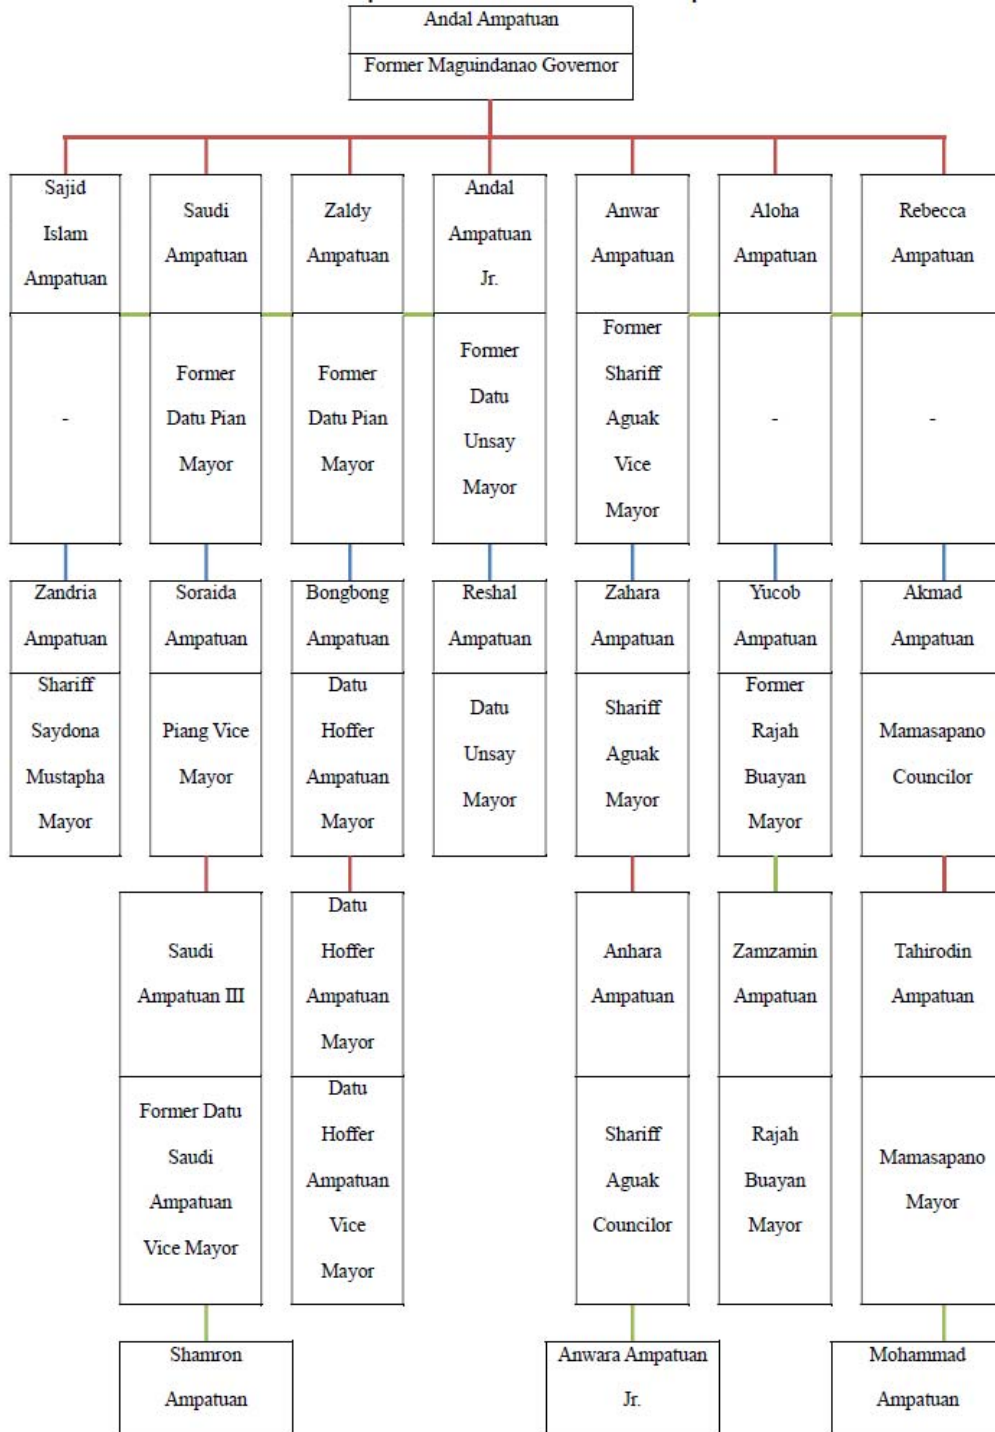 Andal Ampatuan
Former Maguindanao Governor
Sajid
Islam
Ampatuan
Saudi
Ampatuan
Zaldy
Ampatuan
Andal
Ampatuan
Jr.
Anwar
Ampatuan
Aloha
Ampatuan
Rebecca
Ampatuan
-
Former
Datu Pian
Mayor
Former
Datu Pian
Mayor
Former
Datu
Unsay
Mayor
Former
Shariff
Aguak
Vice
Mayor
-
-
Zandria
Ampatuan
Soraida
Ampatuan
Bongbong
Ampatuan
Reshal
Ampatuan
Zahara
Ampatuan
Yucob
Ampatuan
Akmad
Ampatuan
Shariff
Saydona
Mustapha
Mayor
Piang Vice
Mayor
Datu
Hoffer
Ampatuan
Mayor
Datu
Unsay
Mayor
Shariff
Aguak
Mayor
Former
Rajah
Buayan
Mayor
Mamasapano
Councilor
Saudi
Ampatuan III
Datu
Hoffer
Ampatuan
Mayor
Anhara
Ampatuan
Zamzamin
Ampatuan
Tahirodin
Ampatuan
Former Datu
Saudi
Ampatuan
Vice Mayor
Datu
Hoffer
Ampatuan
Vice
Mayor
Shariff
Aguak
Councilor
Rajah
Buayan
Mayor
Mamasapano
Mayor
Shamron
Ampatuan
Anwara Ampatuan
Jr.
Mohammad
Ampatuan